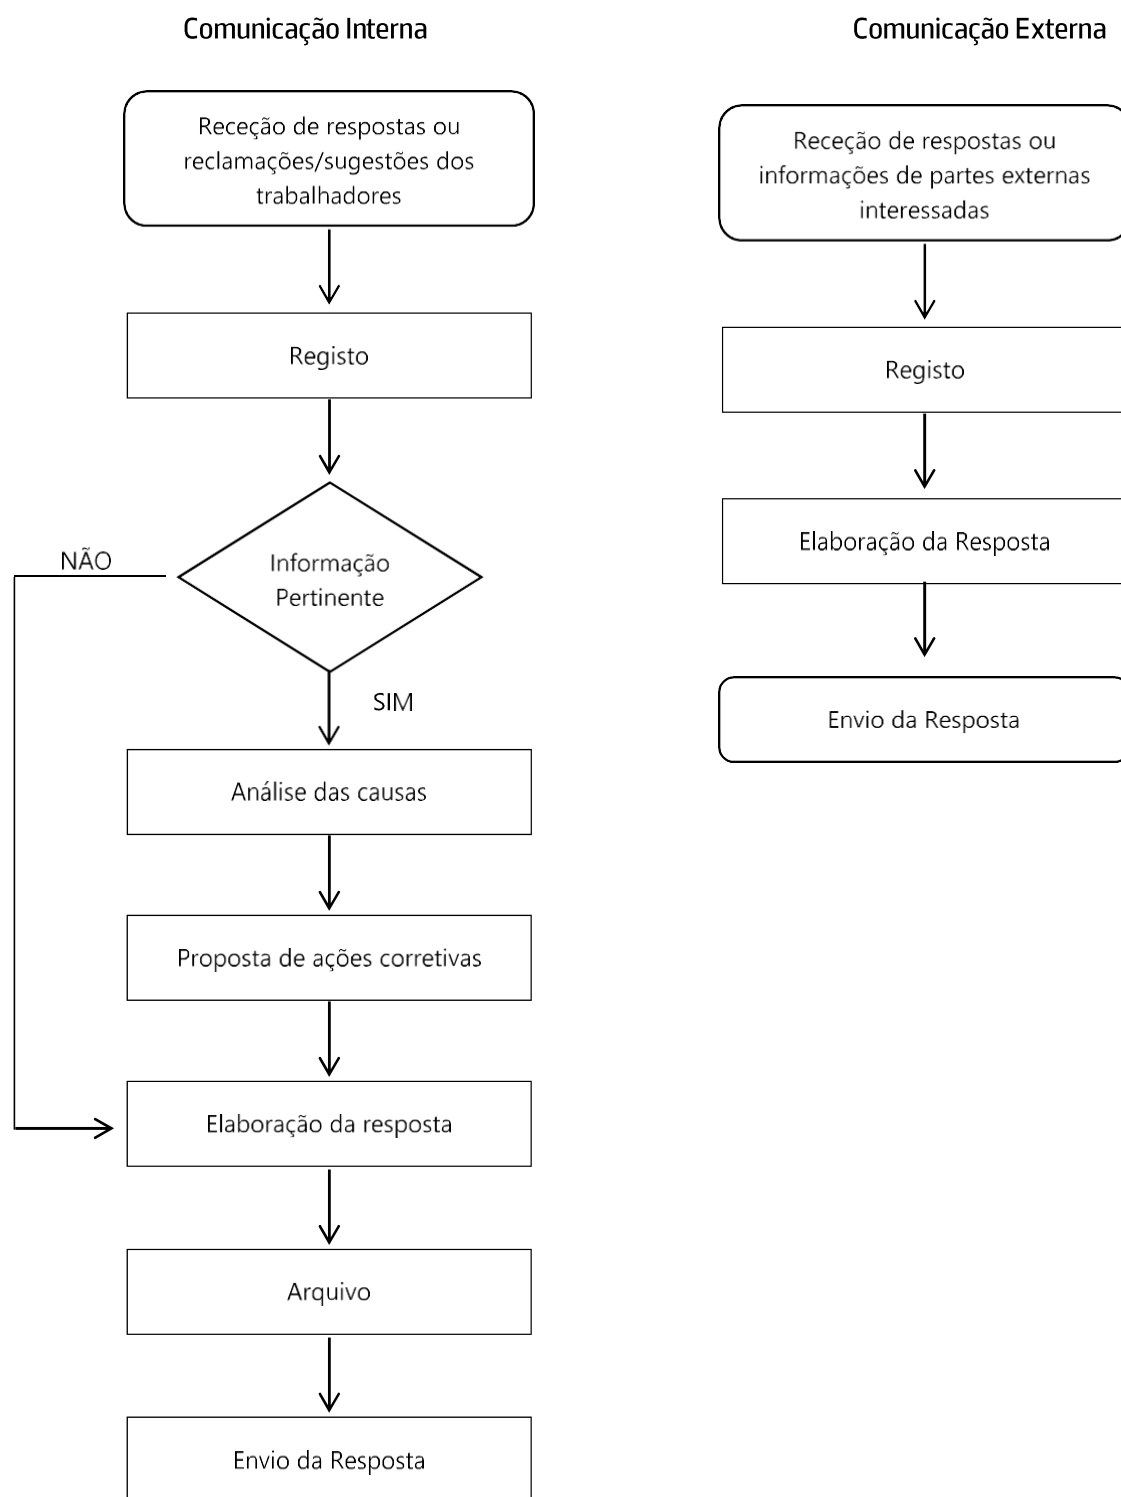 Comunicação Interna
Receção de respostas ou
reclamações/sugestões dos
trabalhadores
Registo
NÃO
Informação
Pertinente
SIM
Análise das causas
Proposta de ações corretivas
Elaboração da resposta
Arquivo
Envio da Resposta
Comunicação Externa
Receção de respostas ou
informações de partes externas
interessadas
Registo
Elaboração da Resposta
Envio da Resposta